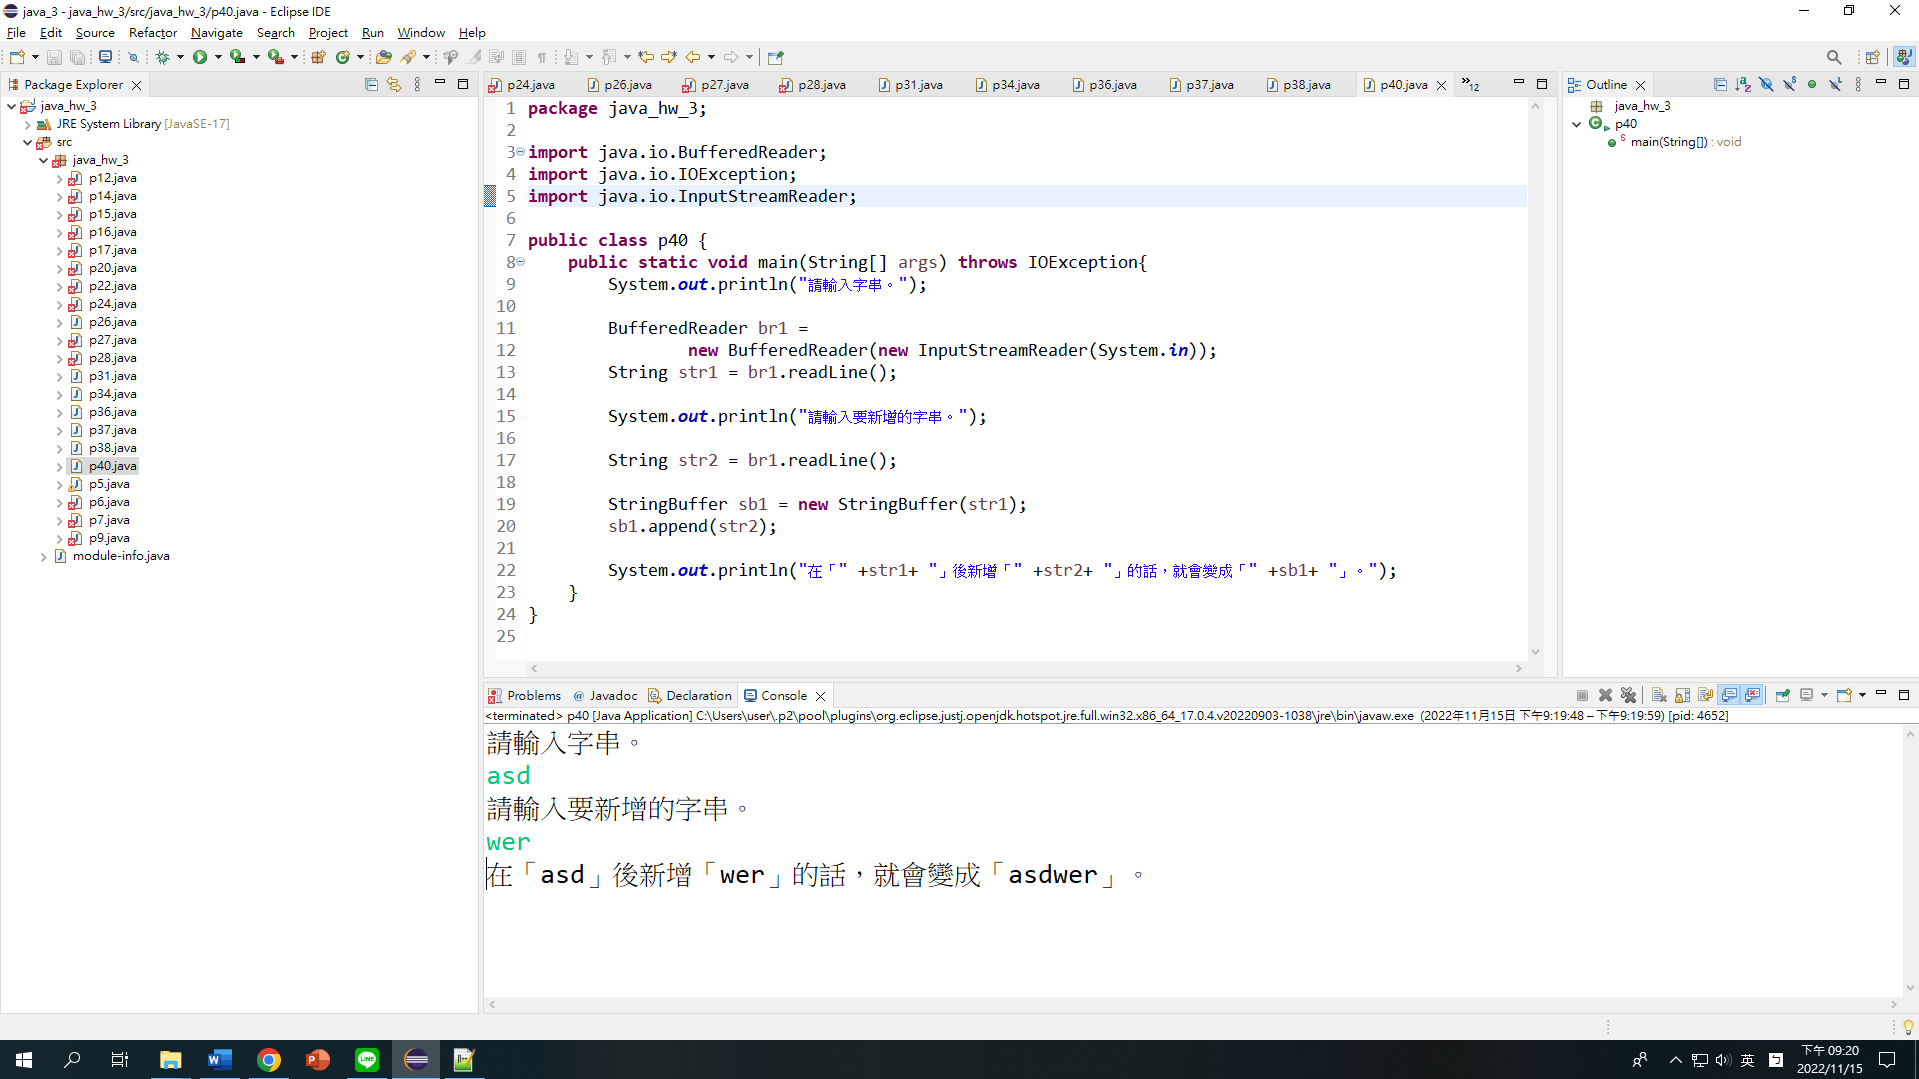 java_3 - java_hw_3/src/java_hw_3/p40.java - Eclipse IDE
File Edit Source Refactor Navigate Search Project Run Window Help
Package Explorer
java_hw_3
JRE System Library [JavaSE-17]
src
java_hw_3
p12.java
p14.java
p15.java
p16.java
p17.java
p20.java
p22.java
p24.java
p26.java
p27.java
p28.java
p31.java
p34.java
p36.java
p37.java
p38.java
p40.java
p5.java
p6.java
p7.java
p9.java
module-info.java
p24.java p26.java p27.java p28.java p31.java p34.java p36.java p37.java p38.java p40.java »12
1 package java_hw_3;
2
3 import java.io.BufferedReader;
4 import java.io.IOException;
5 import java.io.InputStreamReader;
6
7 public class p40 {
8 public static void main(String[] args) throws IOException{
9 System.out.println("請輸入字串。");
10
11 BufferedReader br1 =
12 new BufferedReader(new InputStreamReader(System.in));
13 String str1 = br1.readLine();
14
15 System.out.println("請輸入要新增的字串。");
16
17 String str2 = br1.readLine();
18
19 StringBuffer sb1 = new StringBuffer(str1);
20 sb1.append(str2);
21
22 System.out.println("在「" +str1+ "」後新增「" +str2+ "」的話，就會變成「" +sb1+ "」。");
23 }
24 }
25
Outline
java_hw_3
p40
main(String[]) : void
Problems @ Javadoc Declaration Console
<terminated> p40 [Java Application] C:\Users\user\.p2\pool\plugins\org.eclipse.justj.openjdk.hotspot.jre.full.win32.x86_64_17.0.4.v20220903-1038\jre\bin\javaw.exe (2022年11月15日 下午9:19:48 – 下午9:19:59) [pid: 4652]
請輸入字串。
asd
請輸入要新增的字串。
wer
在「asd」後新增「wer」的話，就會變成「asdwer」。
英
下午 09:20
2022/11/15